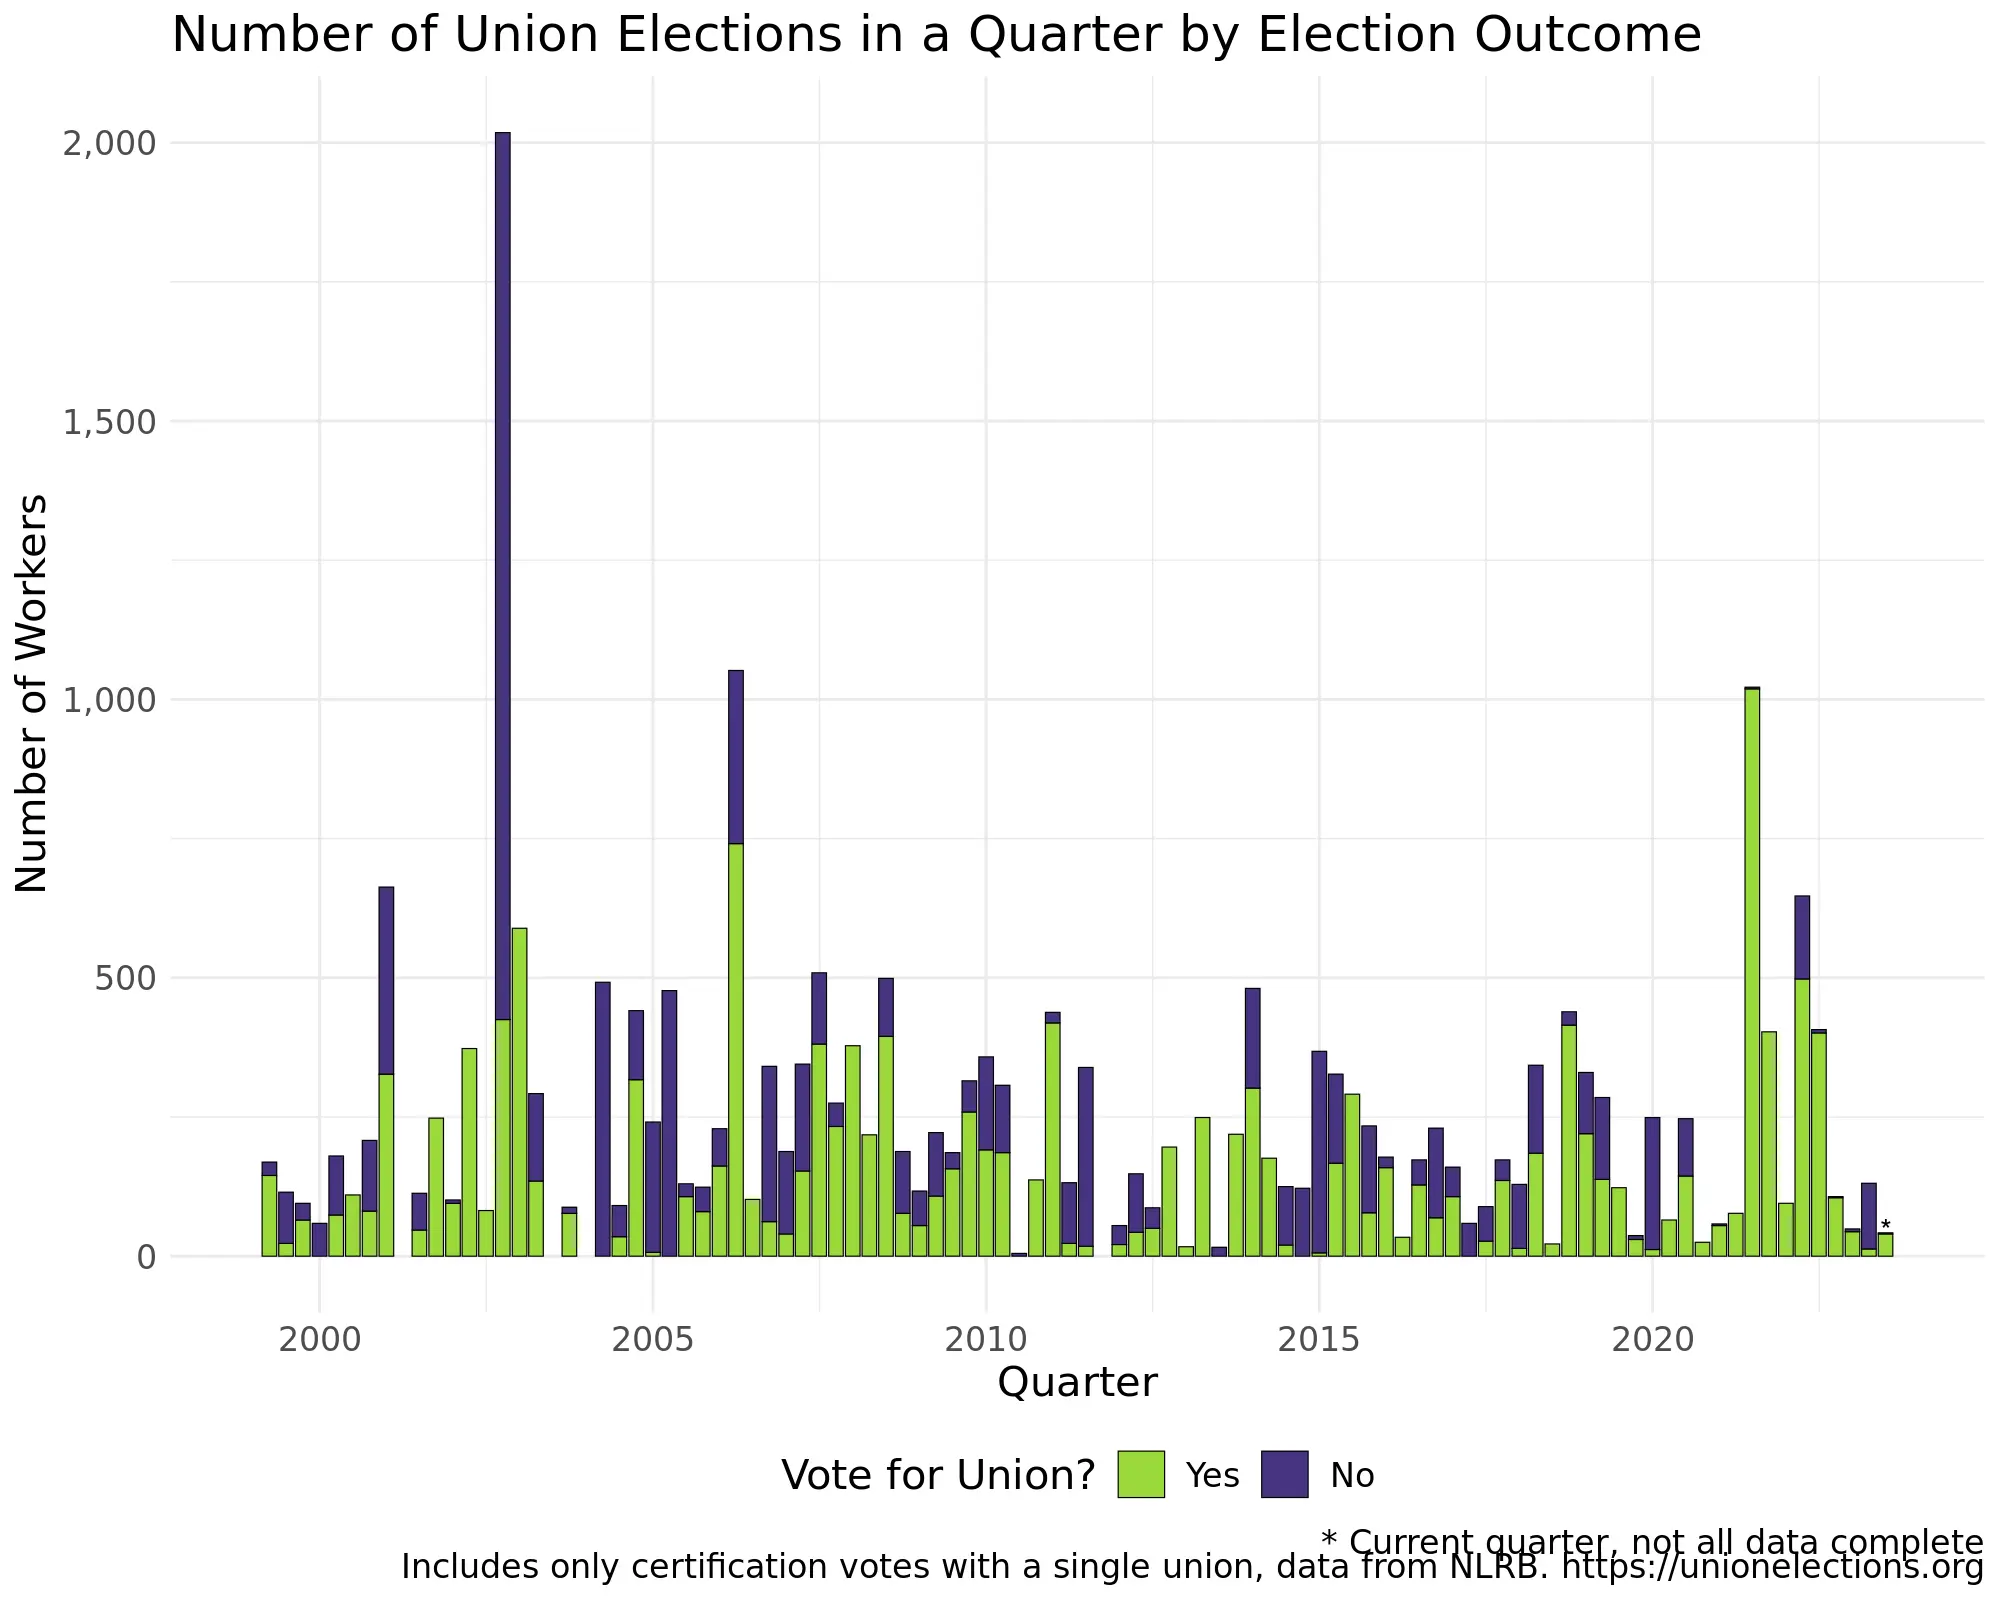 Number of Union Elections in a Quarter by Election Outcome
Number of Workers
2,000
1,500
1,000
500
0
*
2000 2005 2010 2015 2020
Quarter
Vote for Union? Yes No
* Current quarter, not all data complete
Includes only certification votes with a single union, data from NLRB. https://unionelections.org